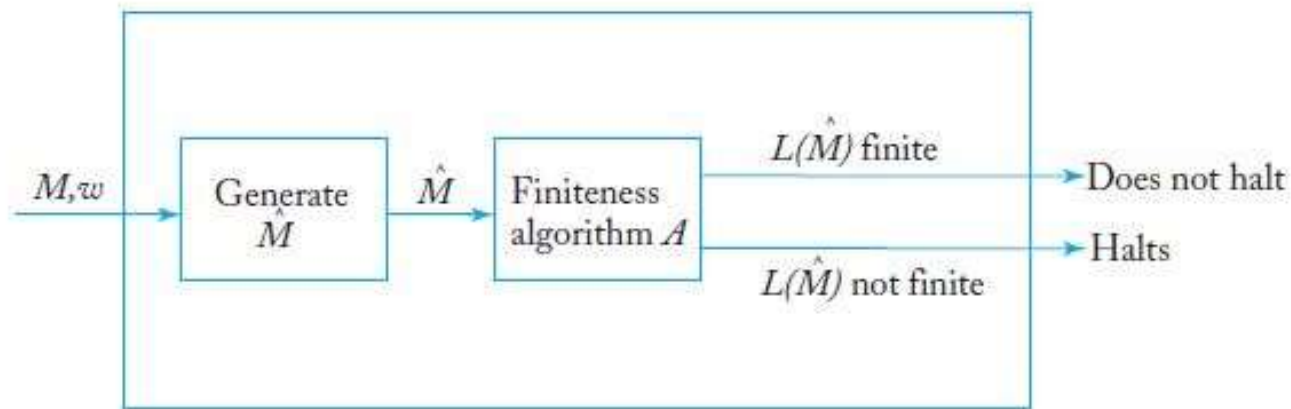 M,w
Generate
M̂
M̂
Finiteness
algorithm A
L(M̂) finite
L(M̂) not finite
Does not halt
Halts